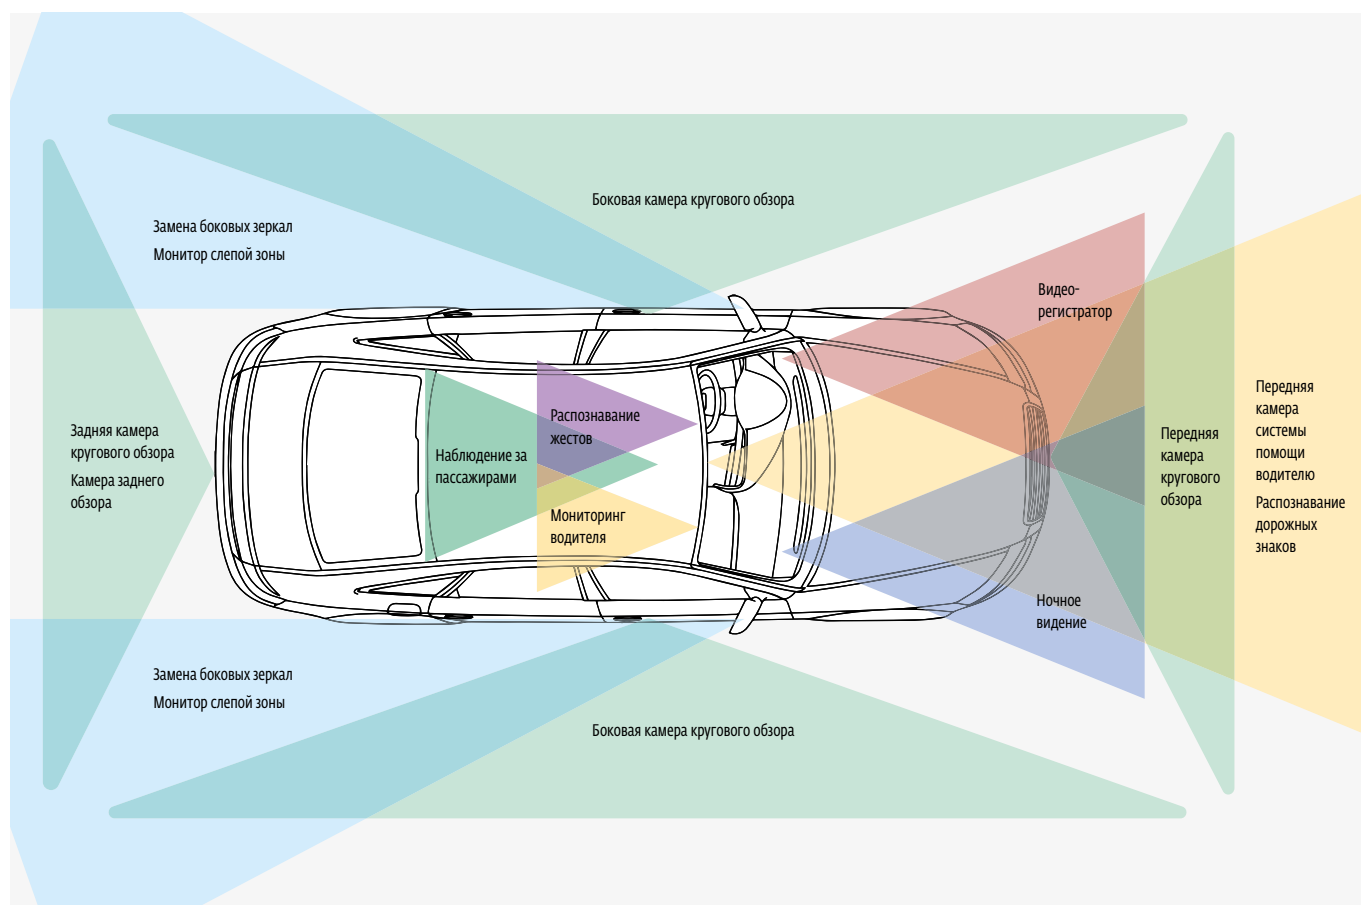 Боковая камера кругового обзора
Замена боковых зеркал
Монитор слепой зоны
Видео-
регистратор
Передняя
камера
системы
помощи
водителю
Распознавание
дорожных
знаков
Распознавание
жестов
Задняя камера
кругового обзора
Камера заднего
обзора
Наблюдение за
пассажирами
Передняя
камера
кругового
обзора
Мониторинг
водителя
Ночное
видение
Замена боковых зеркал
Монитор слепой зоны
Боковая камера кругового обзора